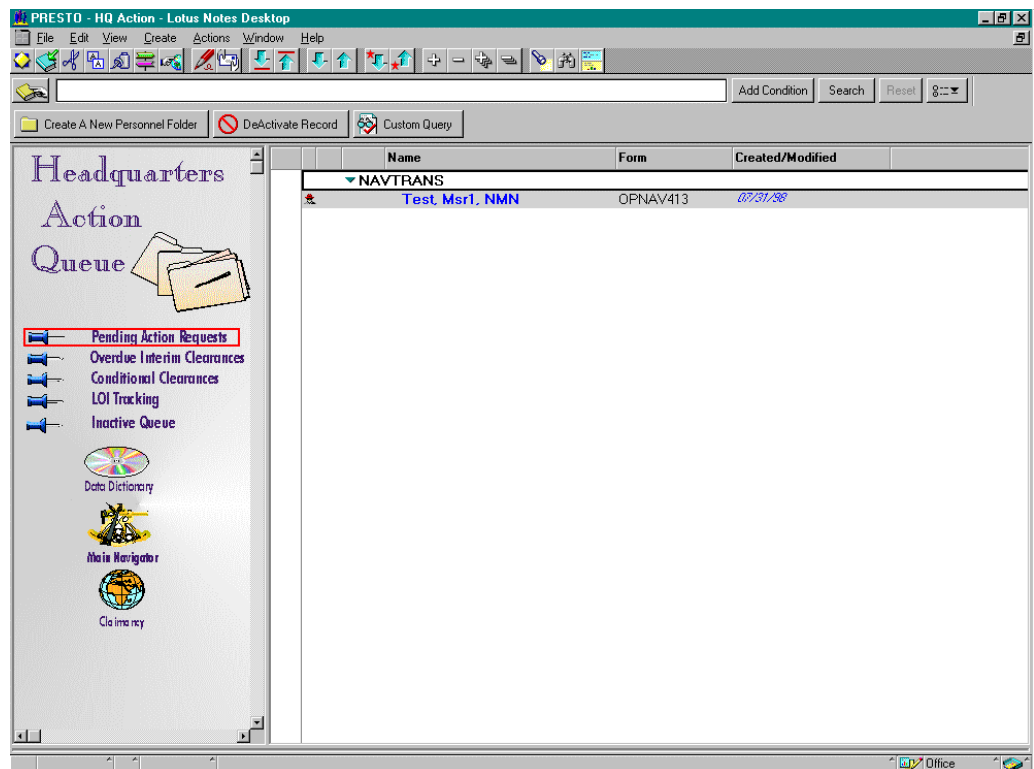 PRESTO - HQ Action - Lotus Notes Desktop
File Edit View Create Actions Window Help
Add Condition Search Reset
Create A New Personnel Folder DeActivate Record Custom Query
Headquarters
Action
Queue
Pending Action Requests
Overdue Interim Clearances
Conditional Clearances
LOI Tracking
Inactive Queue
Data Dictionary
Main Navigator
Claimancy
Name Form Created/Modified
NAVTRANS
Test, Msr1, NMN OPNAV413 07/31/98
Office